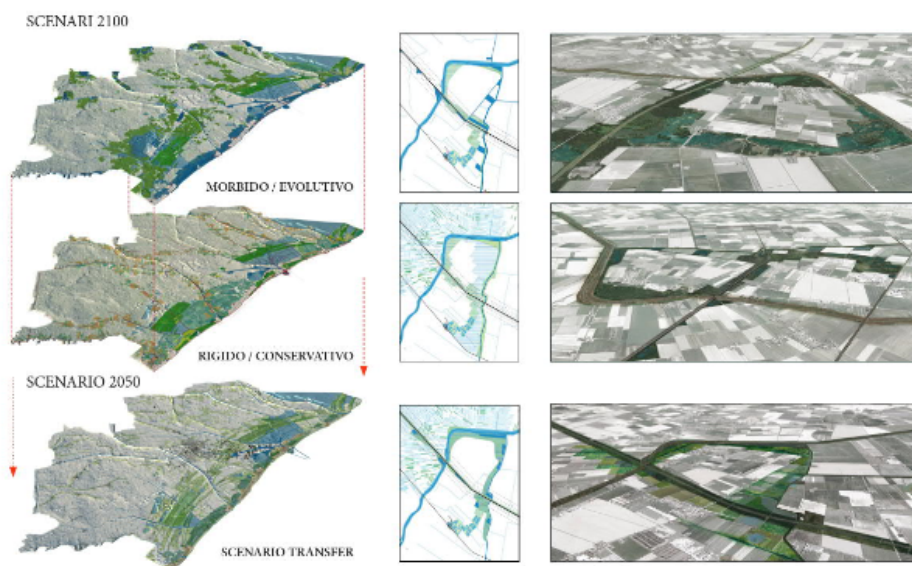 SCENARI 2100
MORBIDO / EVOLUTIVO
RIGIDO / CONSERVATIVO
SCENARIO 2050
SCENARIO TRANSFER